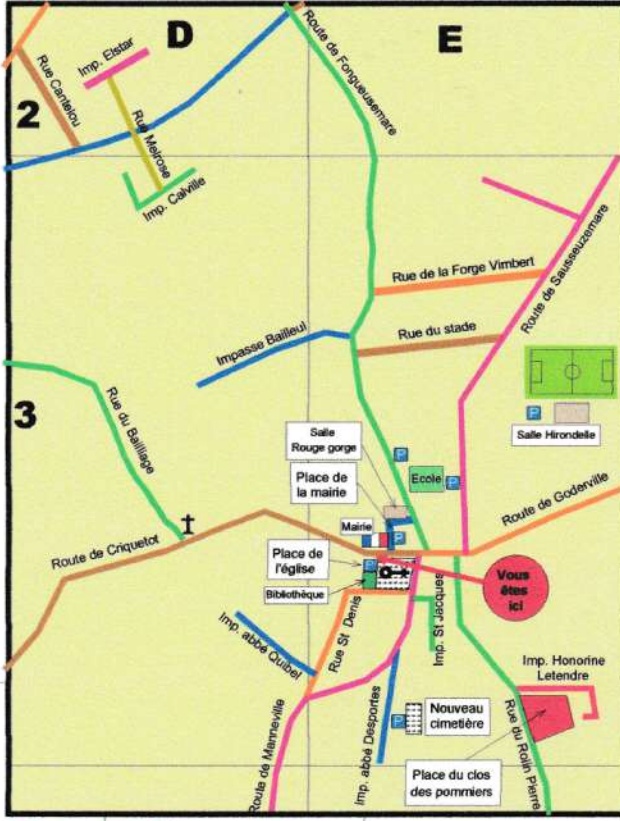 D
E
2
3
Rue Cantelou
Imp. Elstar
Rue Melrose
Imp. Calville
Route de Fongueusemare
Rue de la Forge Vimbert
Route de Sausseuzemare
Rue du stade
Impasse Bailleul
Rue du Bailliage
P
Salle Hirondelle
Salle
Rouge gorge
P
Ecole
P
Place de
la mairie
Mairie
P
Route de Goderville
Route de Criquetot
Place de
l'église
P
Bibliothèque
Vous
êtes
ici
Imp. abbé Quibel
Rue St Denis
Imp. St Jacques
Imp. Honorine
Letendre
P
Nouveau
cimetière
Route de Manneville
Imp. abbé Desportes
Place du clos
des pommiers
Rue du Rolin Pierre